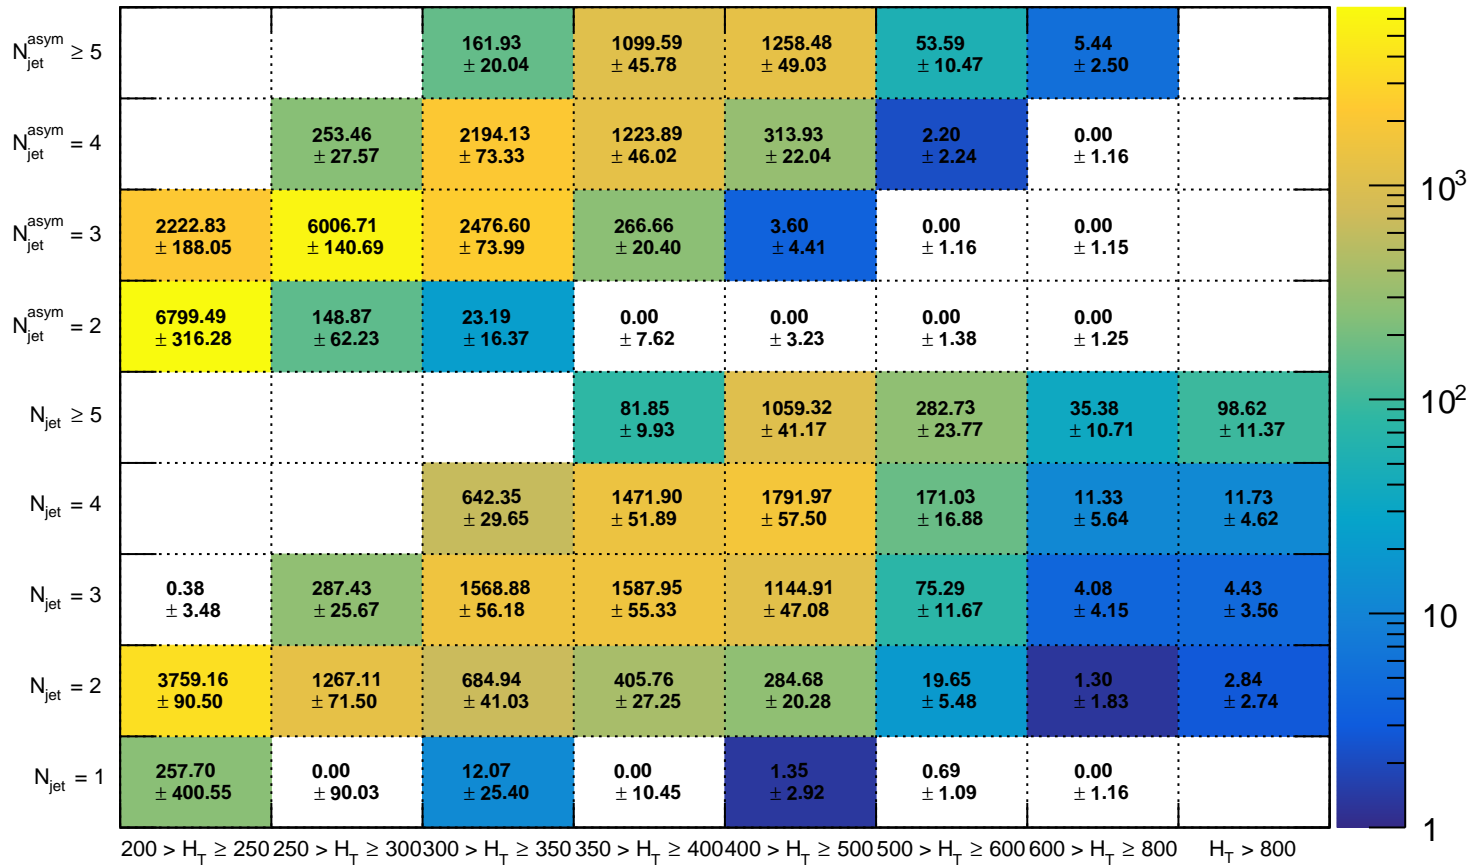 N_jet^asym ≥ 5
161.93 1099.59 1258.48 53.59 5.44
± 20.04 ± 45.78 ± 49.03 ± 10.47 ± 2.50
N_jet^asym = 4
253.46 2194.13 1223.89 313.93 2.20 0.00
± 27.57 ± 73.33 ± 46.02 ± 22.04 ± 2.24 ± 1.16
10^3
N_jet^asym = 3
2222.83 6006.71 2476.60 266.66 3.60 0.00 0.00
± 188.05 ± 140.69 ± 73.99 ± 20.40 ± 4.41 ± 1.16 ± 1.15
N_jet^asym = 2
6799.49 148.87 23.19 0.00 0.00 0.00 0.00
± 316.28 ± 62.23 ± 16.37 ± 7.62 ± 3.23 ± 1.38 ± 1.25
10^2
N_jet ≥ 5
81.85 1059.32 282.73 35.38 98.62
± 9.93 ± 41.17 ± 23.77 ± 10.71 ± 11.37
N_jet = 4
642.35 1471.90 1791.97 171.03 11.33 11.73
± 29.65 ± 51.89 ± 57.50 ± 16.88 ± 5.64 ± 4.62
N_jet = 3
0.38 287.43 1568.88 1587.95 1144.91 75.29 4.08 4.43
± 3.48 ± 25.67 ± 56.18 ± 55.33 ± 47.08 ± 11.67 ± 4.15 ± 3.56
10
N_jet = 2
3759.16 1267.11 684.94 405.76 284.68 19.65 1.30 2.84
± 90.50 ± 71.50 ± 41.03 ± 27.25 ± 20.28 ± 5.48 ± 1.83 ± 2.74
N_jet = 1
257.70 0.00 12.07 0.00 1.35 0.69 0.00
± 400.55 ± 90.03 ± 25.40 ± 10.45 ± 2.92 ± 1.09 ± 1.16
1
200 > H_T ≥ 250 250 > H_T ≥ 300 300 > H_T ≥ 350 350 > H_T ≥ 400 400 > H_T ≥ 500 500 > H_T ≥ 600 600 > H_T ≥ 800 H_T > 800